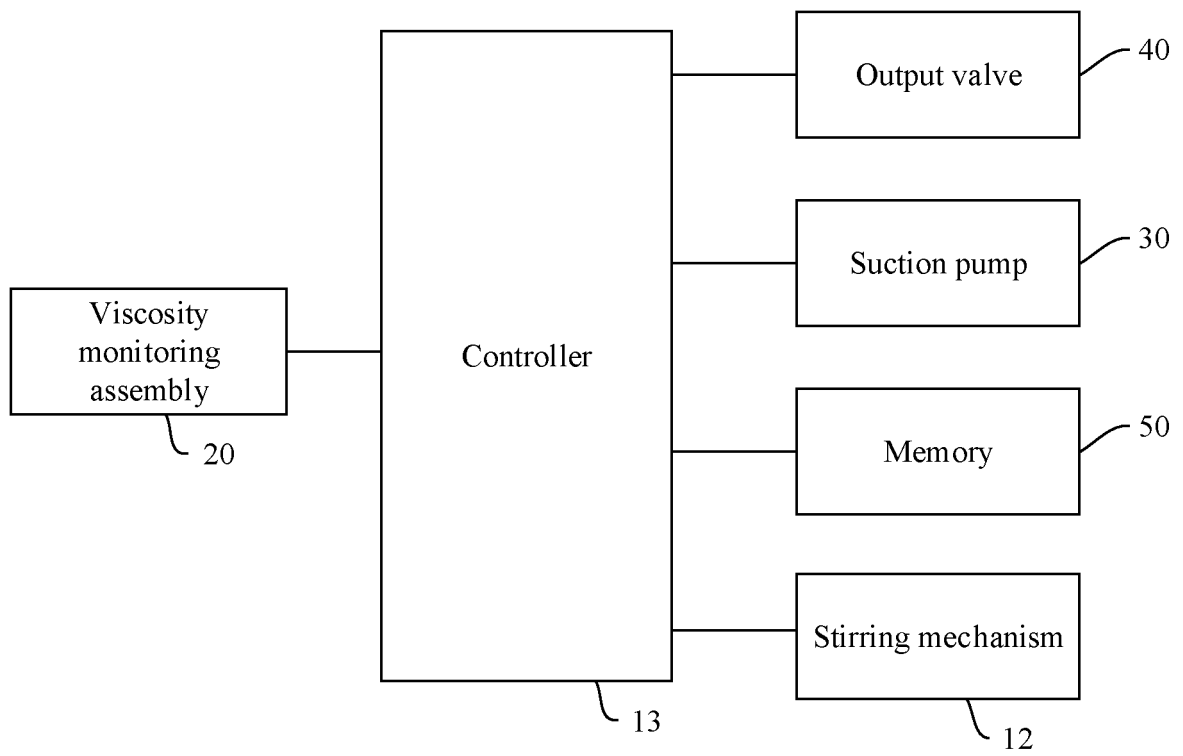 Output valve
40
Suction pump
30
Viscosity
monitoring
assembly
20
Controller
13
Memory
50
Stirring mechanism
12